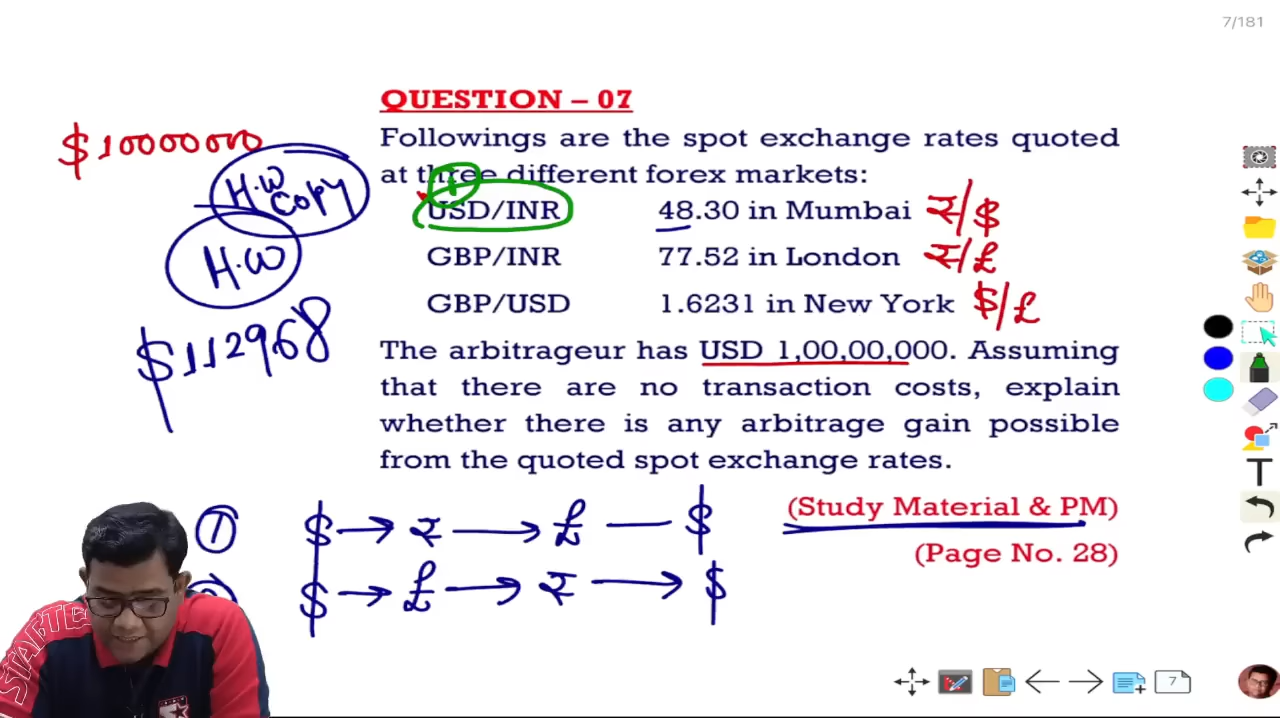 7/181
QUESTION – 07
$10000000
Followings are the spot exchange rates quoted
at three different forex markets:
H.W
copy
1
USD/INR 48.30 in Mumbai ₹/$
H.W
GBP/INR 77.52 in London ₹/£
GBP/USD 1.6231 in New York $/£
$112968
The arbitrageur has USD 1,00,00,000. Assuming
that there are no transaction costs, explain
whether there is any arbitrage gain possible
from the quoted spot exchange rates.
(Study Material & PM)
(Page No. 28)
① $ → ₹ → £ — $
$ → £ → ₹ → $
T
7